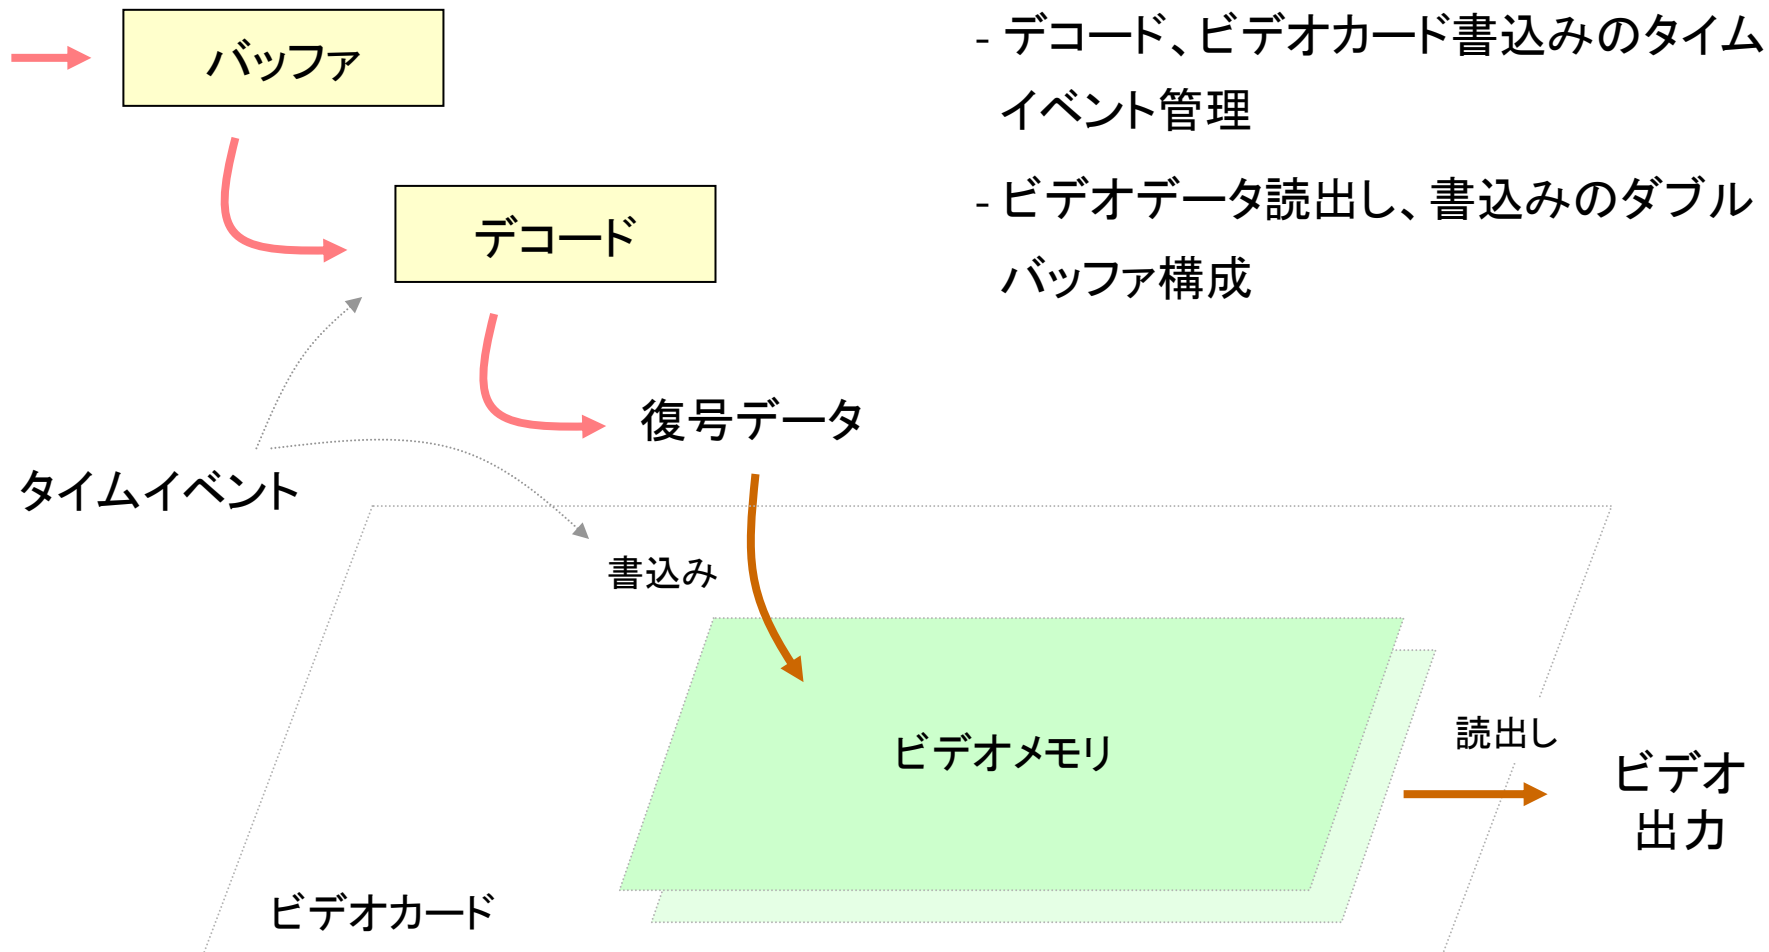 バッファ
- デコード、ビデオカード書込みのタイム
イベント管理
- ビデオデータ読出し、書込みのダブル
バッファ構成
デコード
復号データ
タイムイベント
書込み
ビデオメモリ
読出し
ビデオ
出力
ビデオカード